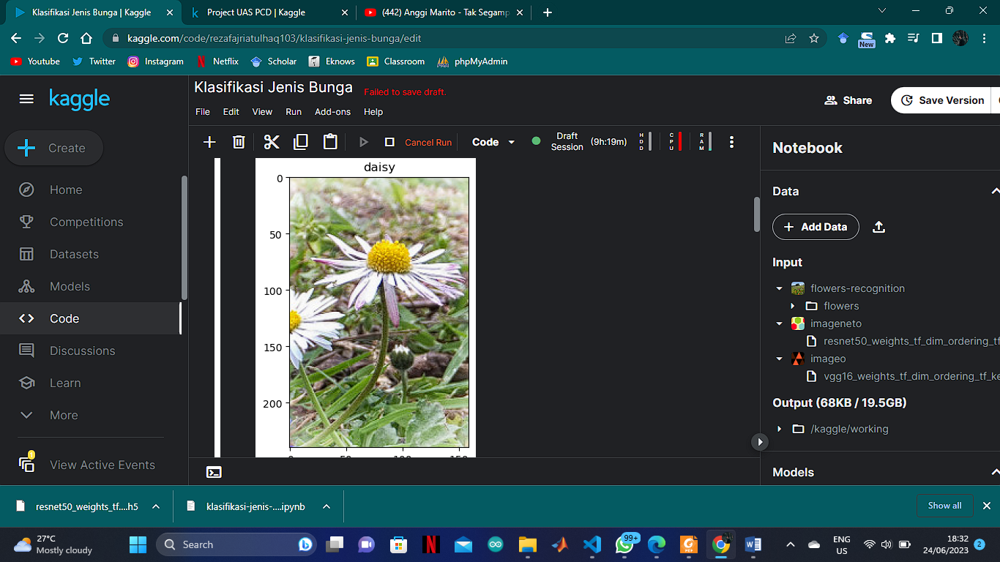 Klasifikasi Jenis Bunga | Kaggle
Project UAS PCD | Kaggle
(442) Anggi Marito - Tak Segamp
kaggle.com/code/rezafajriatulhaq103/klasifikasi-jenis-bunga/edit
New
Youtube
Twitter
Instagram
Netflix
Scholar
Eknows
Classroom
phpMyAdmin
kaggle
Create
Home
Competitions
Datasets
Models
Code
Discussions
Learn
More
View Active Events
Klasifikasi Jenis Bunga
Failed to save draft.
File Edit View Run Add-ons Help
Share
Save Version
Cancel Run
Code
Draft Session (9h:19m)
HDD
CPU
RAM
daisy
0
50
100
150
200
Notebook
Data
+ Add Data
Input
flowers-recognition
flowers
imageneto
resnet50_weights_tf_dim_ordering_tf
imageo
vgg16_weights_tf_dim_ordering_tf_ke
Output (68KB / 19.5GB)
/kaggle/working
Models
resnet50_weights_tf....h5
klasifikasi-jenis-....ipynb
Show all
27°C
Mostly cloudy
Search
99+
PDF
ENG
US
18:32
24/06/2023
2